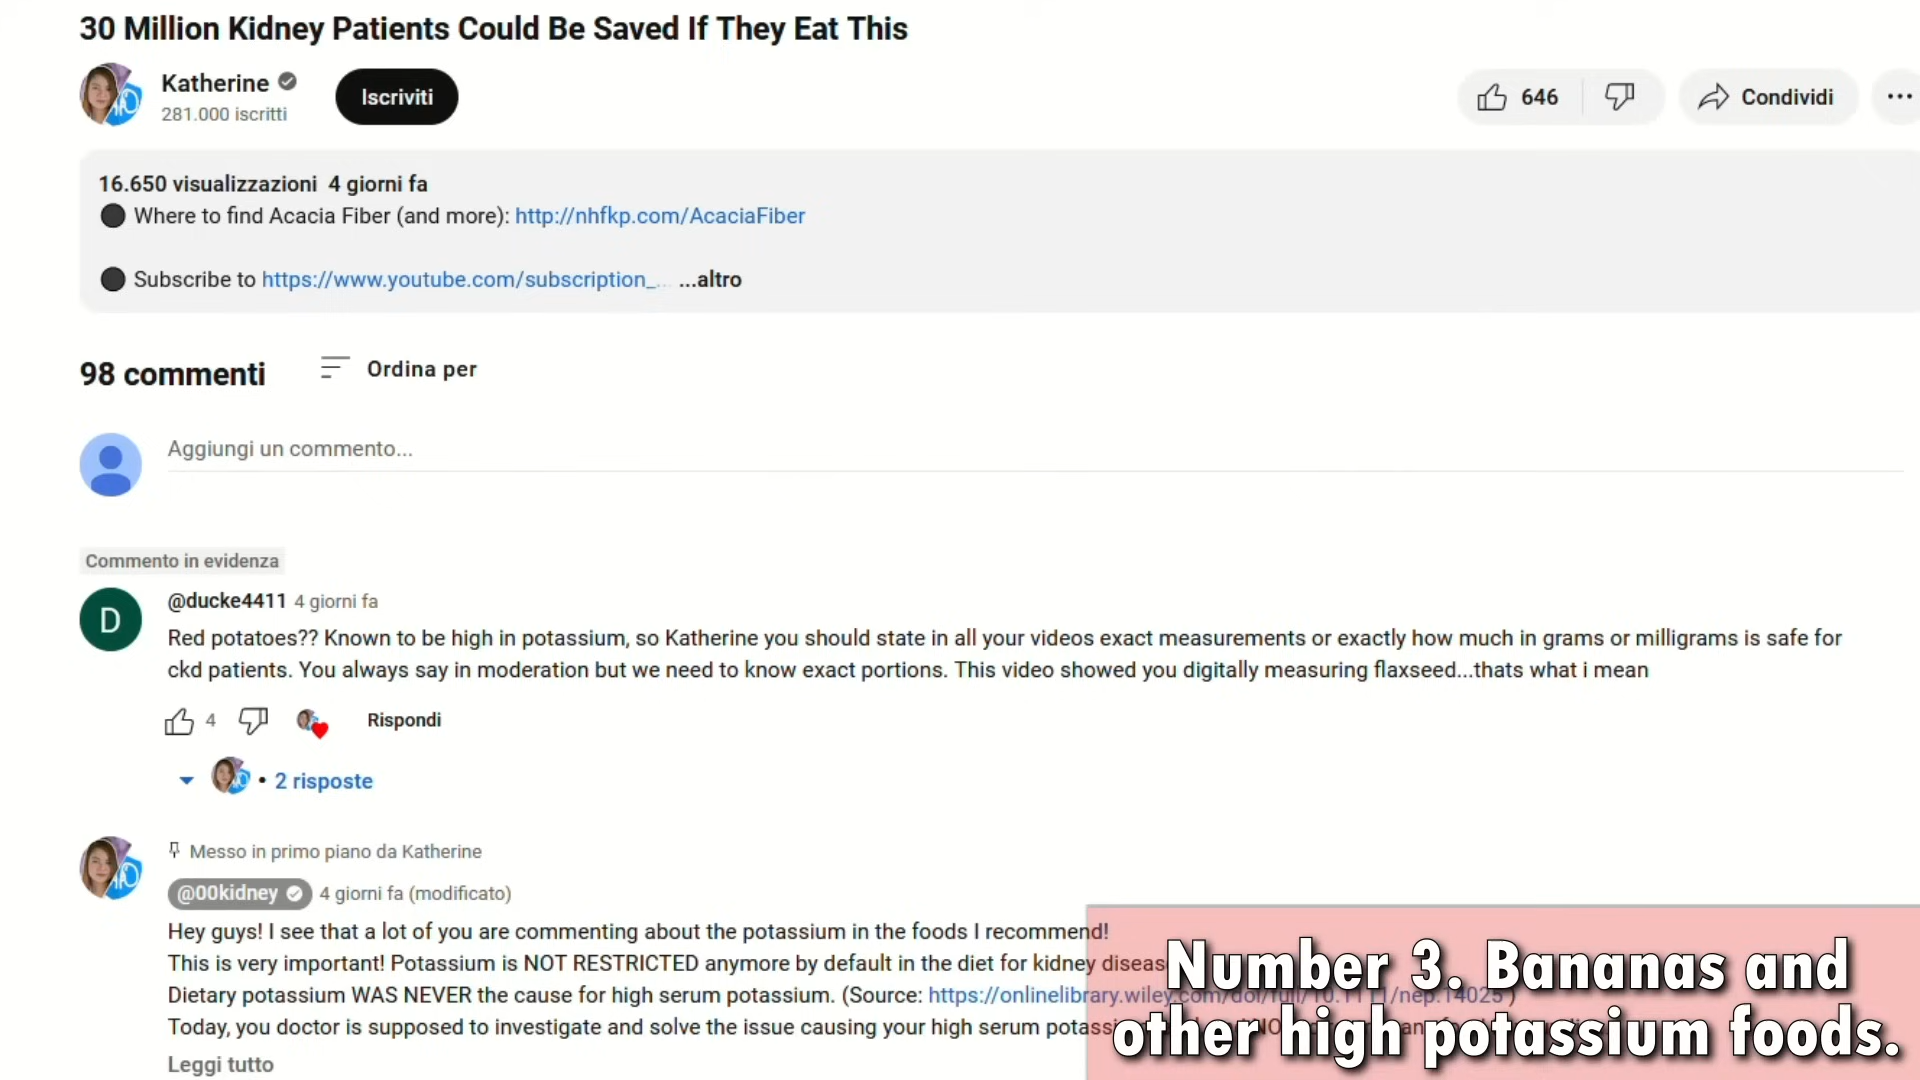 30 Million Kidney Patients Could Be Saved If They Eat This
Katherine
281.000 iscritti
Iscriviti
646
Condividi
16.650 visualizzazioni 4 giorni fa
Where to find Acacia Fiber (and more): http://nhfkp.com/AcaciaFiber
Subscribe to https://www.youtube.com/subscription_... ...altro
98 commenti
Ordina per
Aggiungi un commento...
Commento in evidenza
D
@ducke4411 4 giorni fa
Red potatoes?? Known to be high in potassium, so Katherine you should state in all your videos exact measurements or exactly how much in grams or milligrams is safe for
ckd patients. You always say in moderation but we need to know exact portions. This video showed you digitally measuring flaxseed...thats what i mean
4
Rispondi
• 2 risposte
Messo in primo piano da Katherine
@00kidney 4 giorni fa (modificato)
Hey guys! I see that a lot of you are commenting about the potassium in the foods I recommend!
This is very important! Potassium is NOT RESTRICTED anymore by default in the diet for kidney
Dietary potassium WAS NEVER the cause for high serum potassium. (Source: https://onlinelibrary.wiley.com/doi/full/10.1111/nep.14025 )
Today, you doctor is supposed to investigate and solve the issue causing your high serum
Leggi tutto
Number 3. Bananas and
other high potassium foods.